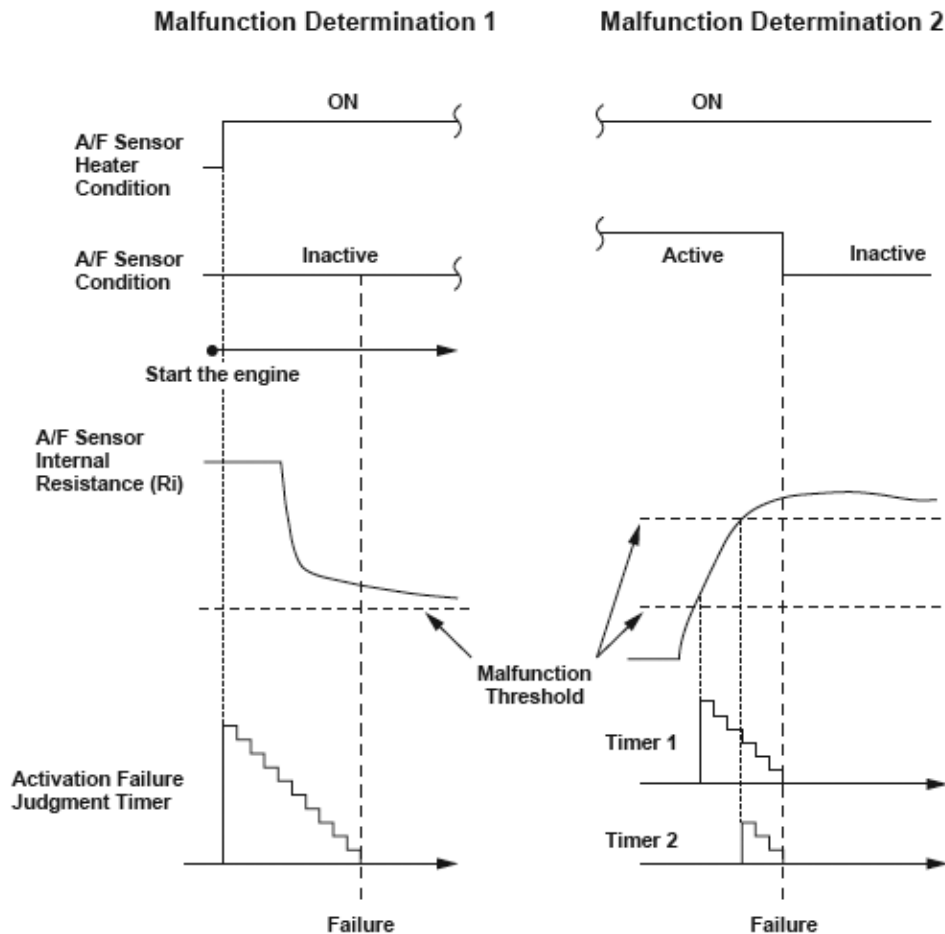 Malfunction Determination 1
Malfunction Determination 2
ON
ON
A/F Sensor
Heater
Condition
A/F Sensor
Condition
Inactive
Active
Inactive
Start the engine
A/F Sensor
Internal
Resistance (Ri)
Malfunction
Threshold
Activation Failure
Judgment Timer
Timer 1
Timer 2
Failure
Failure